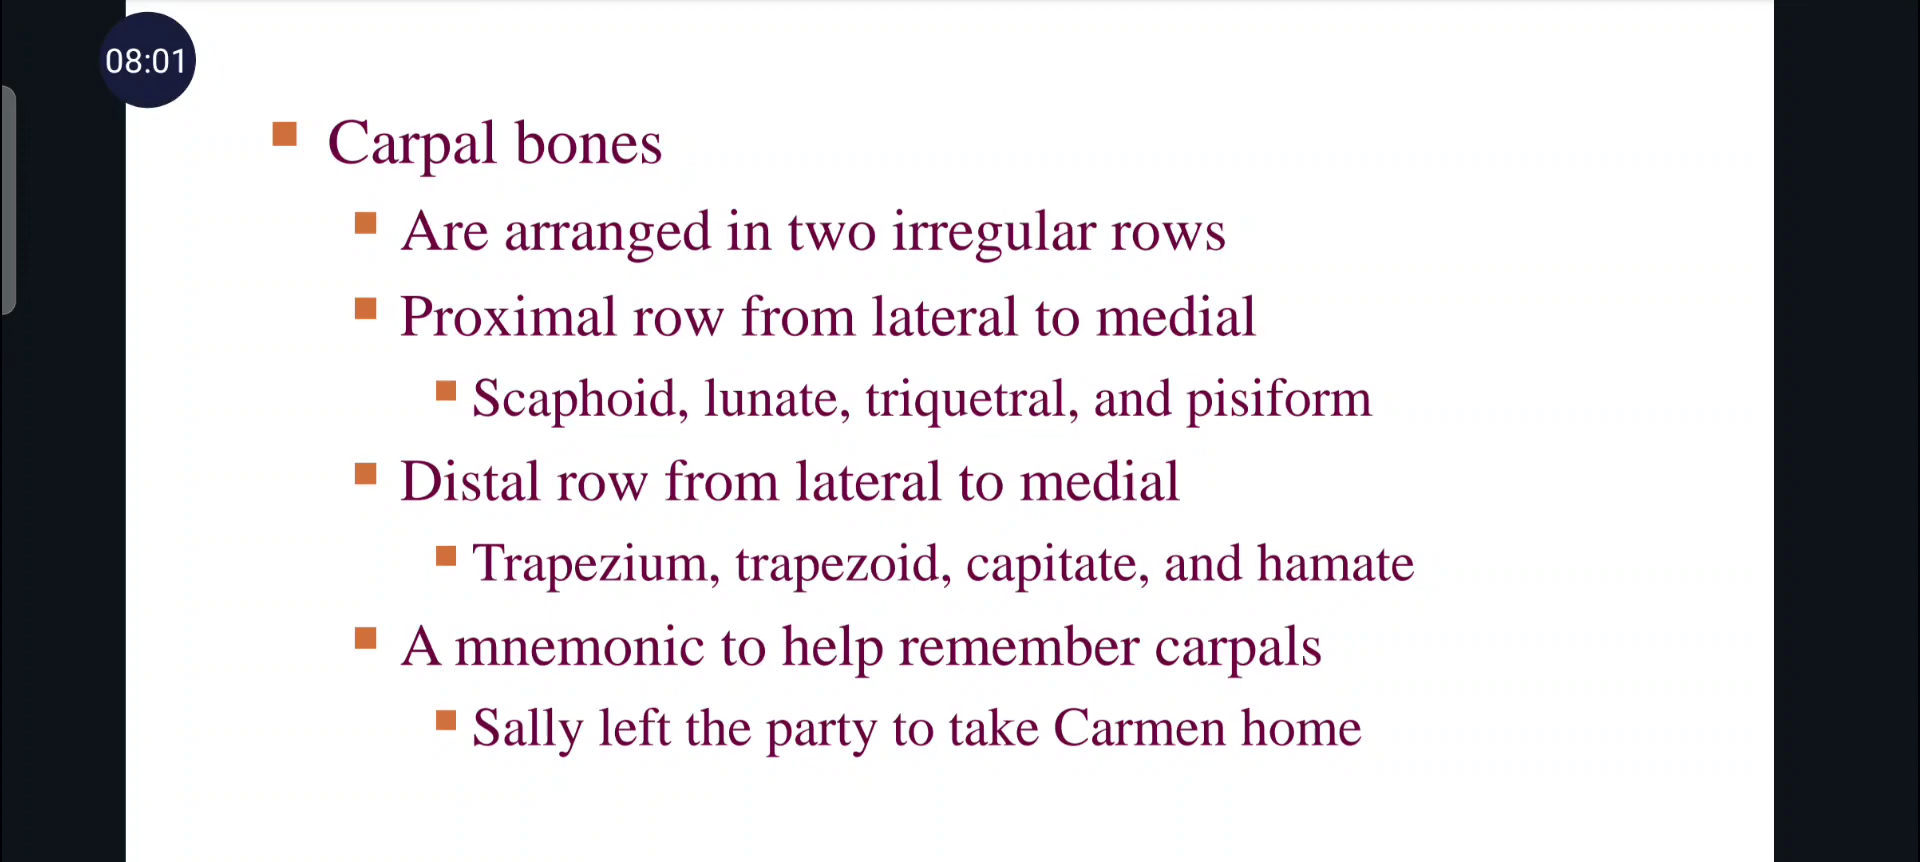 08:01
Carpal bones
Are arranged in two irregular rows
Proximal row from lateral to medial
Scaphoid, lunate, triquetral, and pisiform
Distal row from lateral to medial
Trapezium, trapezoid, capitate, and hamate
A mnemonic to help remember carpals
Sally left the party to take Carmen home